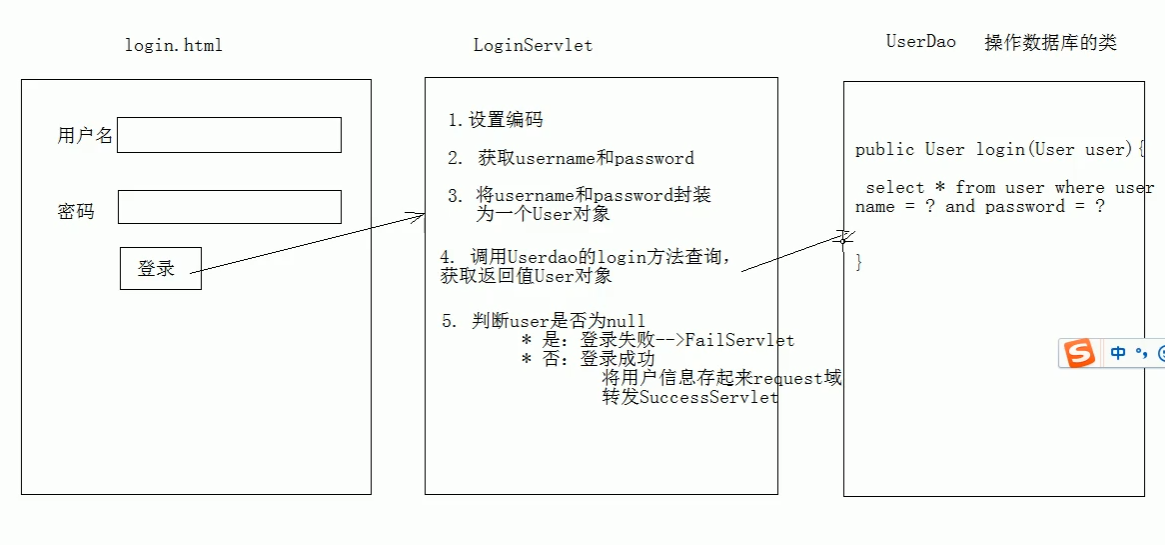 login.html
用户名
密码
登录
LoginServlet
1.设置编码
2. 获取username和password
3. 将username和password封装
为一个User对象
4. 调用Userdao的login方法查询,
获取返回值User对象
5. 判断user是否为null
* 是: 登录失败-->FailServlet
* 否: 登录成功
将用户信息存起来request域
转发SuccessServlet
UserDao 操作数据库的类
public User login(User user){
select * from user where user
name = ? and password = ?
}
S 中 °,